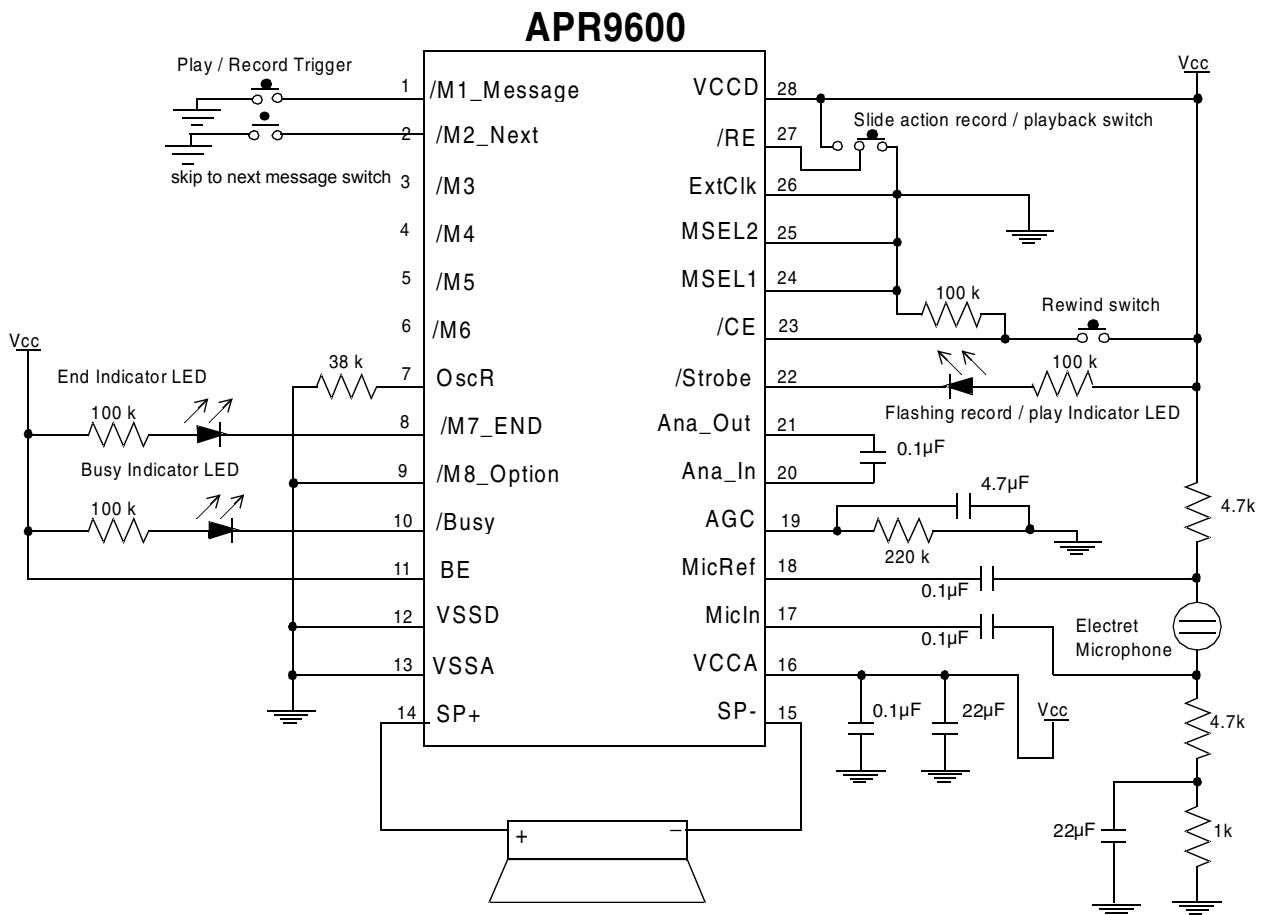 APR9600
Play / Record Trigger
1
/M1_Message
2
/M2_Next
skip to next message switch
3
/M3
4
/M4
5
/M5
6
/M6
Vcc
38 k
7
OscR
End Indicator LED
100 k
8
/M7_END
Busy Indicator LED
9
/M8_Option
100 k
10
/Busy
11
BE
12
VSSD
13
VSSA
14
SP+
VCCD
28
Vcc
Slide action record / playback switch
/RE
27
ExtClk
26
MSEL2
25
MSEL1
24
100 k
Rewind switch
/CE
23
100 k
/Strobe
22
Flashing record / play Indicator LED
Ana_Out
21
0.1µF
Ana_In
20
4.7µF
4.7k
AGC
19
220 k
MicRef
18
0.1µF
MicIn
17
0.1µF
Electret
Microphone
VCCA
16
0.1µF
22µF
Vcc
SP-
15
4.7k
22µF
1k
+
−